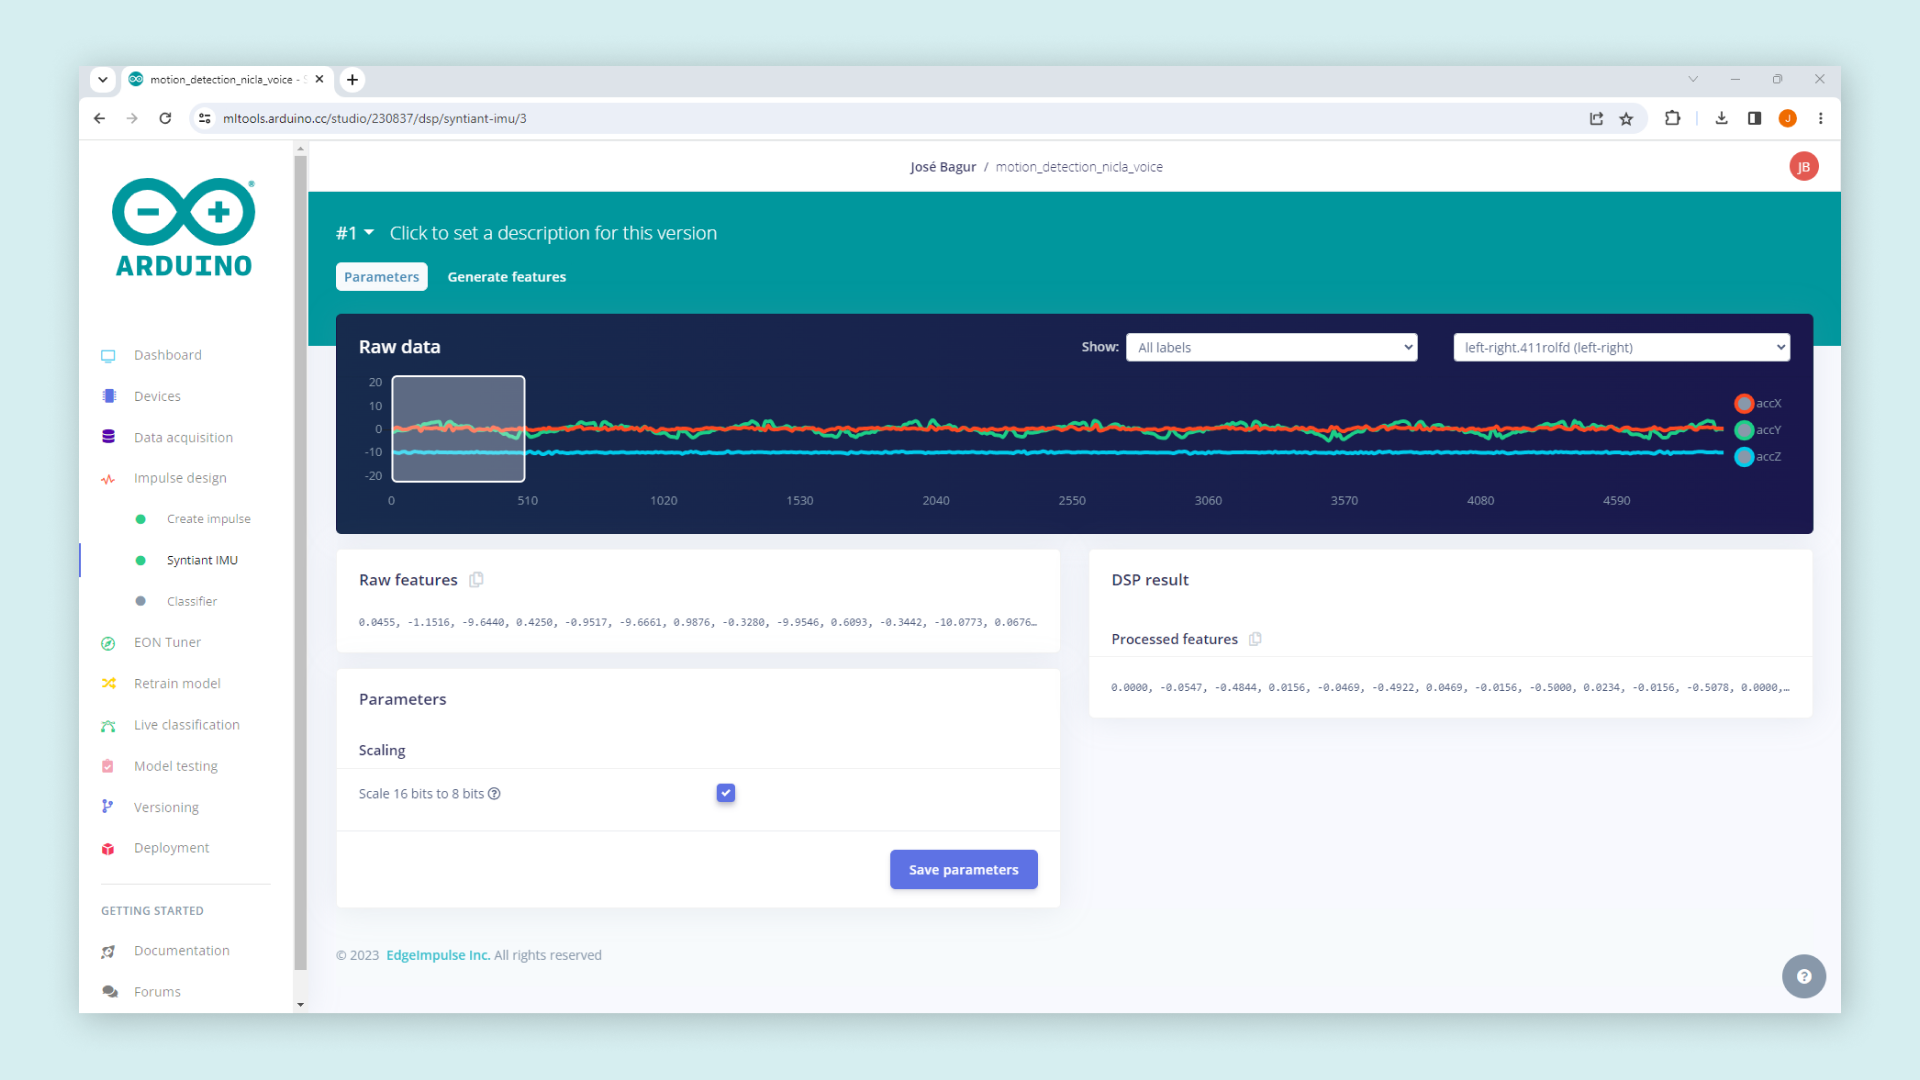 motion_detection_nicla_voice - S
mltools.arduino.cc/studio/230837/dsp/syntiant-imu/3
J
José Bagur / motion_detection_nicla_voice
JB
ARDUINO
®
Dashboard
Devices
Data acquisition
Impulse design
Create impulse
Syntiant IMU
Classifier
EON Tuner
Retrain model
Live classification
Model testing
Versioning
Deployment
GETTING STARTED
Documentation
Forums
#1 Click to set a description for this version
Parameters
Generate features
Raw data
Show:
All labels
left-right.411rolfd (left-right)
20
10
0
-10
-20
0 510 1020 1530 2040 2550 3060 3570 4080 4590
accX
accY
accZ
Raw features
0.0455, -1.1516, -9.6440, 0.4250, -0.9517, -9.6661, 0.9876, -0.3280, -9.9546, 0.6093, -0.3442, -10.0773, 0.0676…
Parameters
Scaling
Scale 16 bits to 8 bits ?
Save parameters
DSP result
Processed features
0.0000, -0.0547, -0.4844, 0.0156, -0.0469, -0.4922, 0.0469, -0.0156, -0.5000, 0.0234, -0.0156, -0.5078, 0.0000,…
© 2023 EdgeImpulse Inc. All rights reserved
?